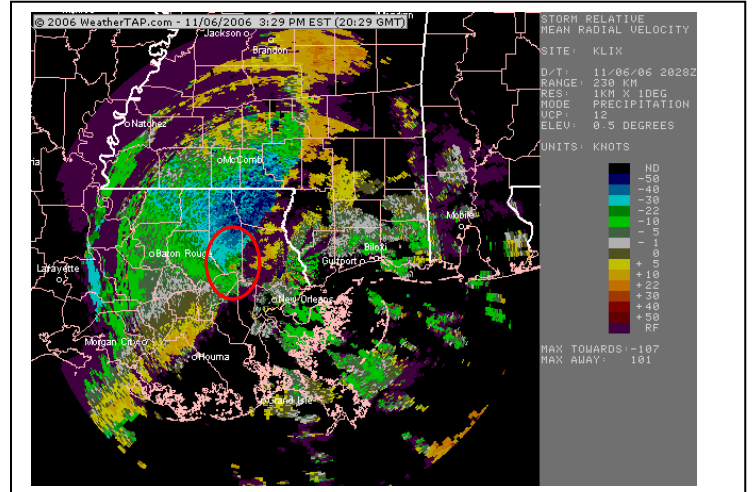 © 2006 WeatherTAP.com - 11/06/2006 3:29 PM EST (20:29 GMT)
Jackson
Brandon
Natchez
McComb
Baton Rouge
Lafayette
Mobile
Biloxi
Gulfport
New Orleans
Morgan City
Houma
Grand Isle
STORM RELATIVE
MEAN RADIAL VELOCITY
SITE: KLIX
D/T: 11/06/06 2028Z
RANGE: 230 KM
RES: 1KM X 1DEG
MODE PRECIPITATION
VCP: 12
ELEV: 0.5 DEGREES
UNITS: KNOTS
ND
-50
-40
-30
-22
-10
- 5
- 1
0
+ 5
+10
+22
+30
+40
+50
RF
MAX TOWARDS:-107
MAX AWAY: 101